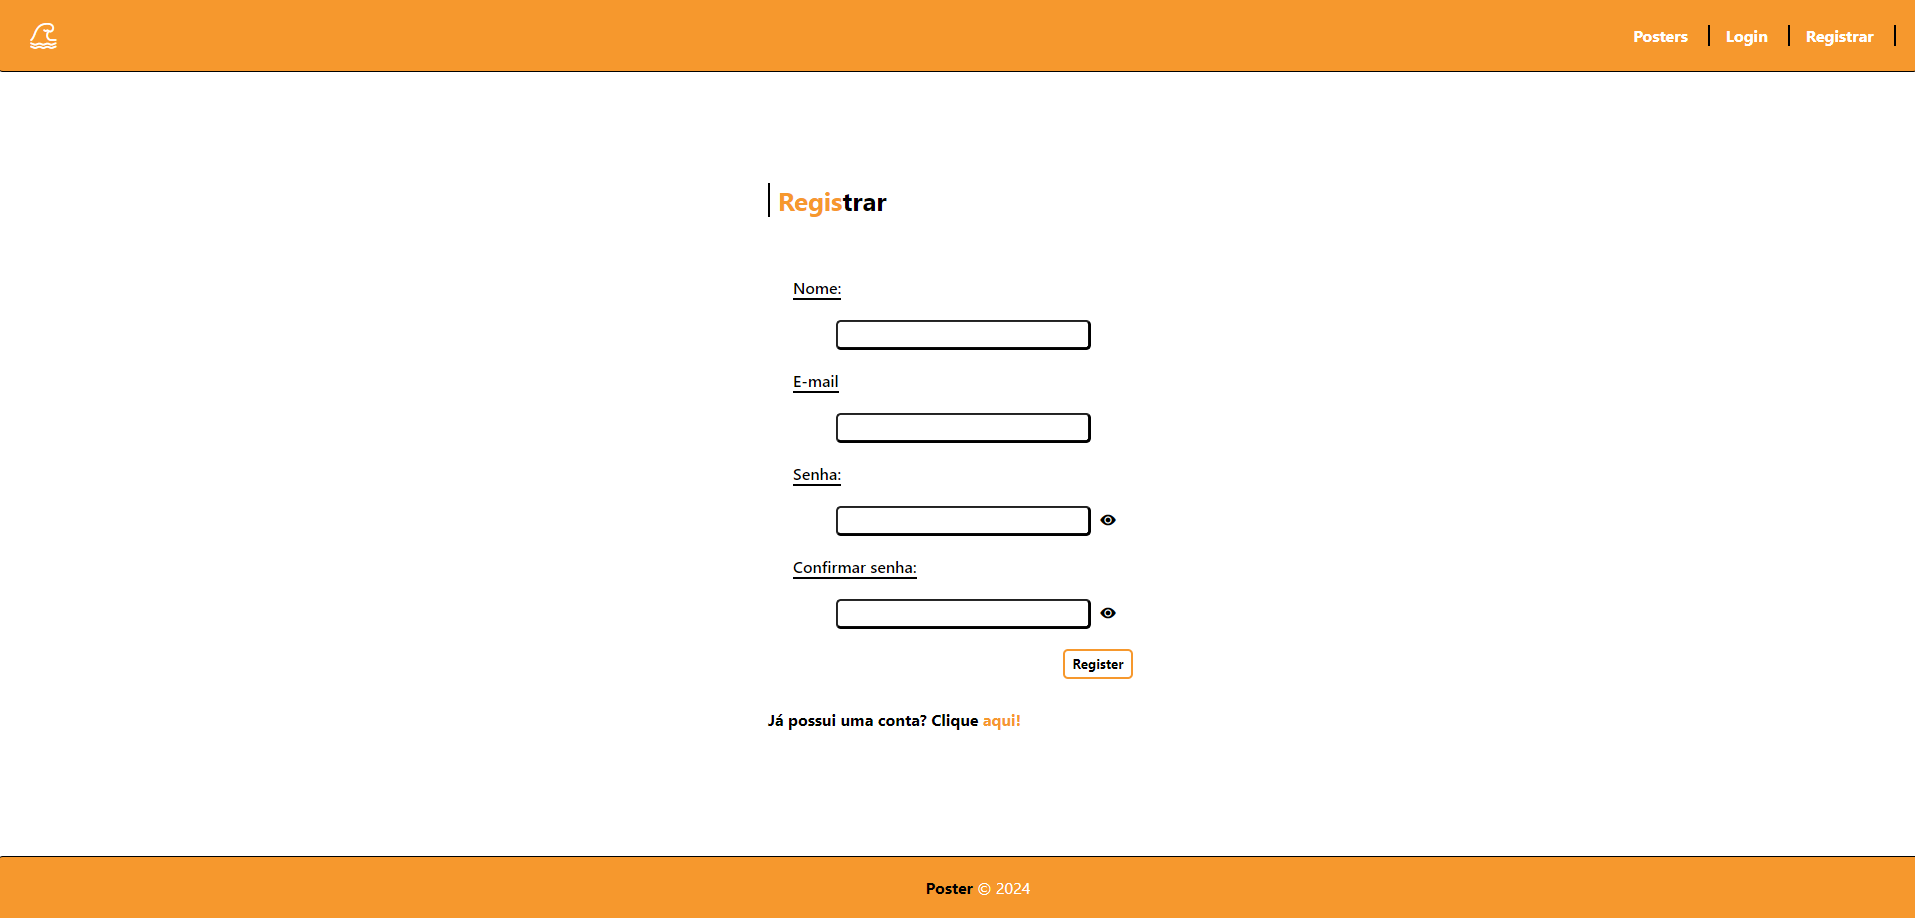 Posters Login Registrar
Registrar
Nome:
E-mail
Senha:
Confirmar senha:
Register
Já possui uma conta? Clique aqui!
Poster © 2024